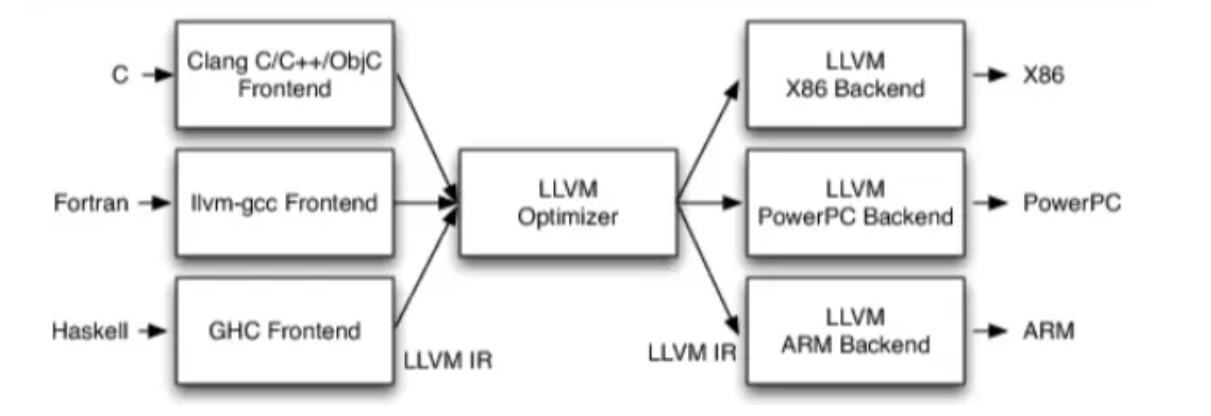 C
Clang C/C++/ObjC
Frontend
LLVM
X86 Backend
X86
Fortran
llvm-gcc Frontend
LLVM
Optimizer
LLVM
PowerPC Backend
PowerPC
Haskell
GHC Frontend
LLVM IR
LLVM IR
LLVM
ARM Backend
ARM